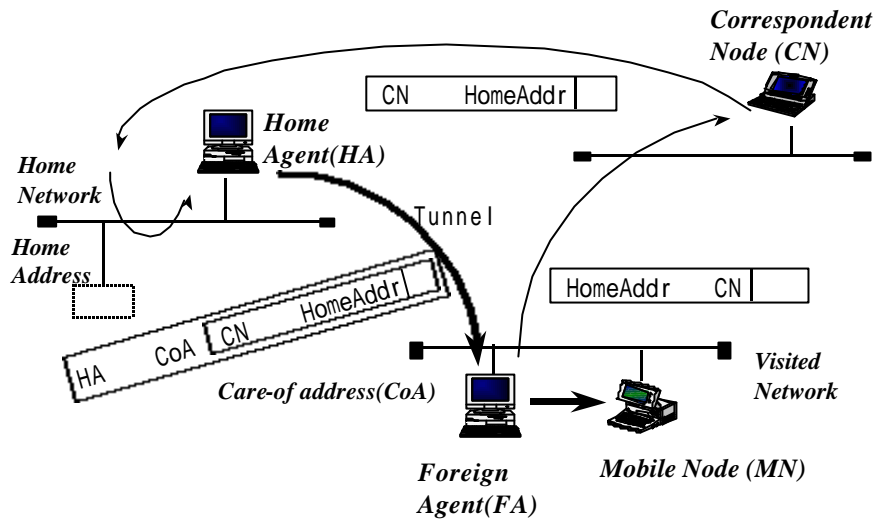 Correspondent
Node (CN)
CN HomeAddr
Home
Agent(HA)
Home
Network
Tunnel
Home
Address
HA CoA CN HomeAddr
HomeAddr CN
Care-of address(CoA)
Visited
Network
Foreign
Agent(FA)
Mobile Node (MN)